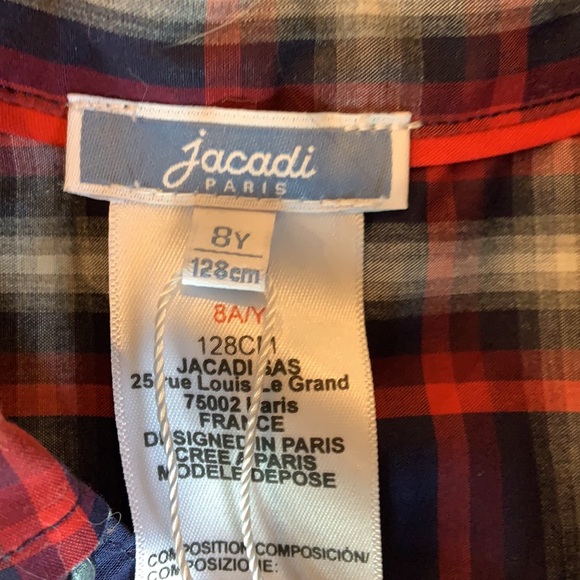 jacadi
PARIS
8Y
128cm
8A/Y
128CM
JACADI SAS
25 rue Louis Le Grand
75002 Paris
FRANCE
DESIGNED IN PARIS
CREE A PARIS
MODELE DEPOSE
COMPOSITION COMPOSICIÓN/
COMPOSIZIONE: